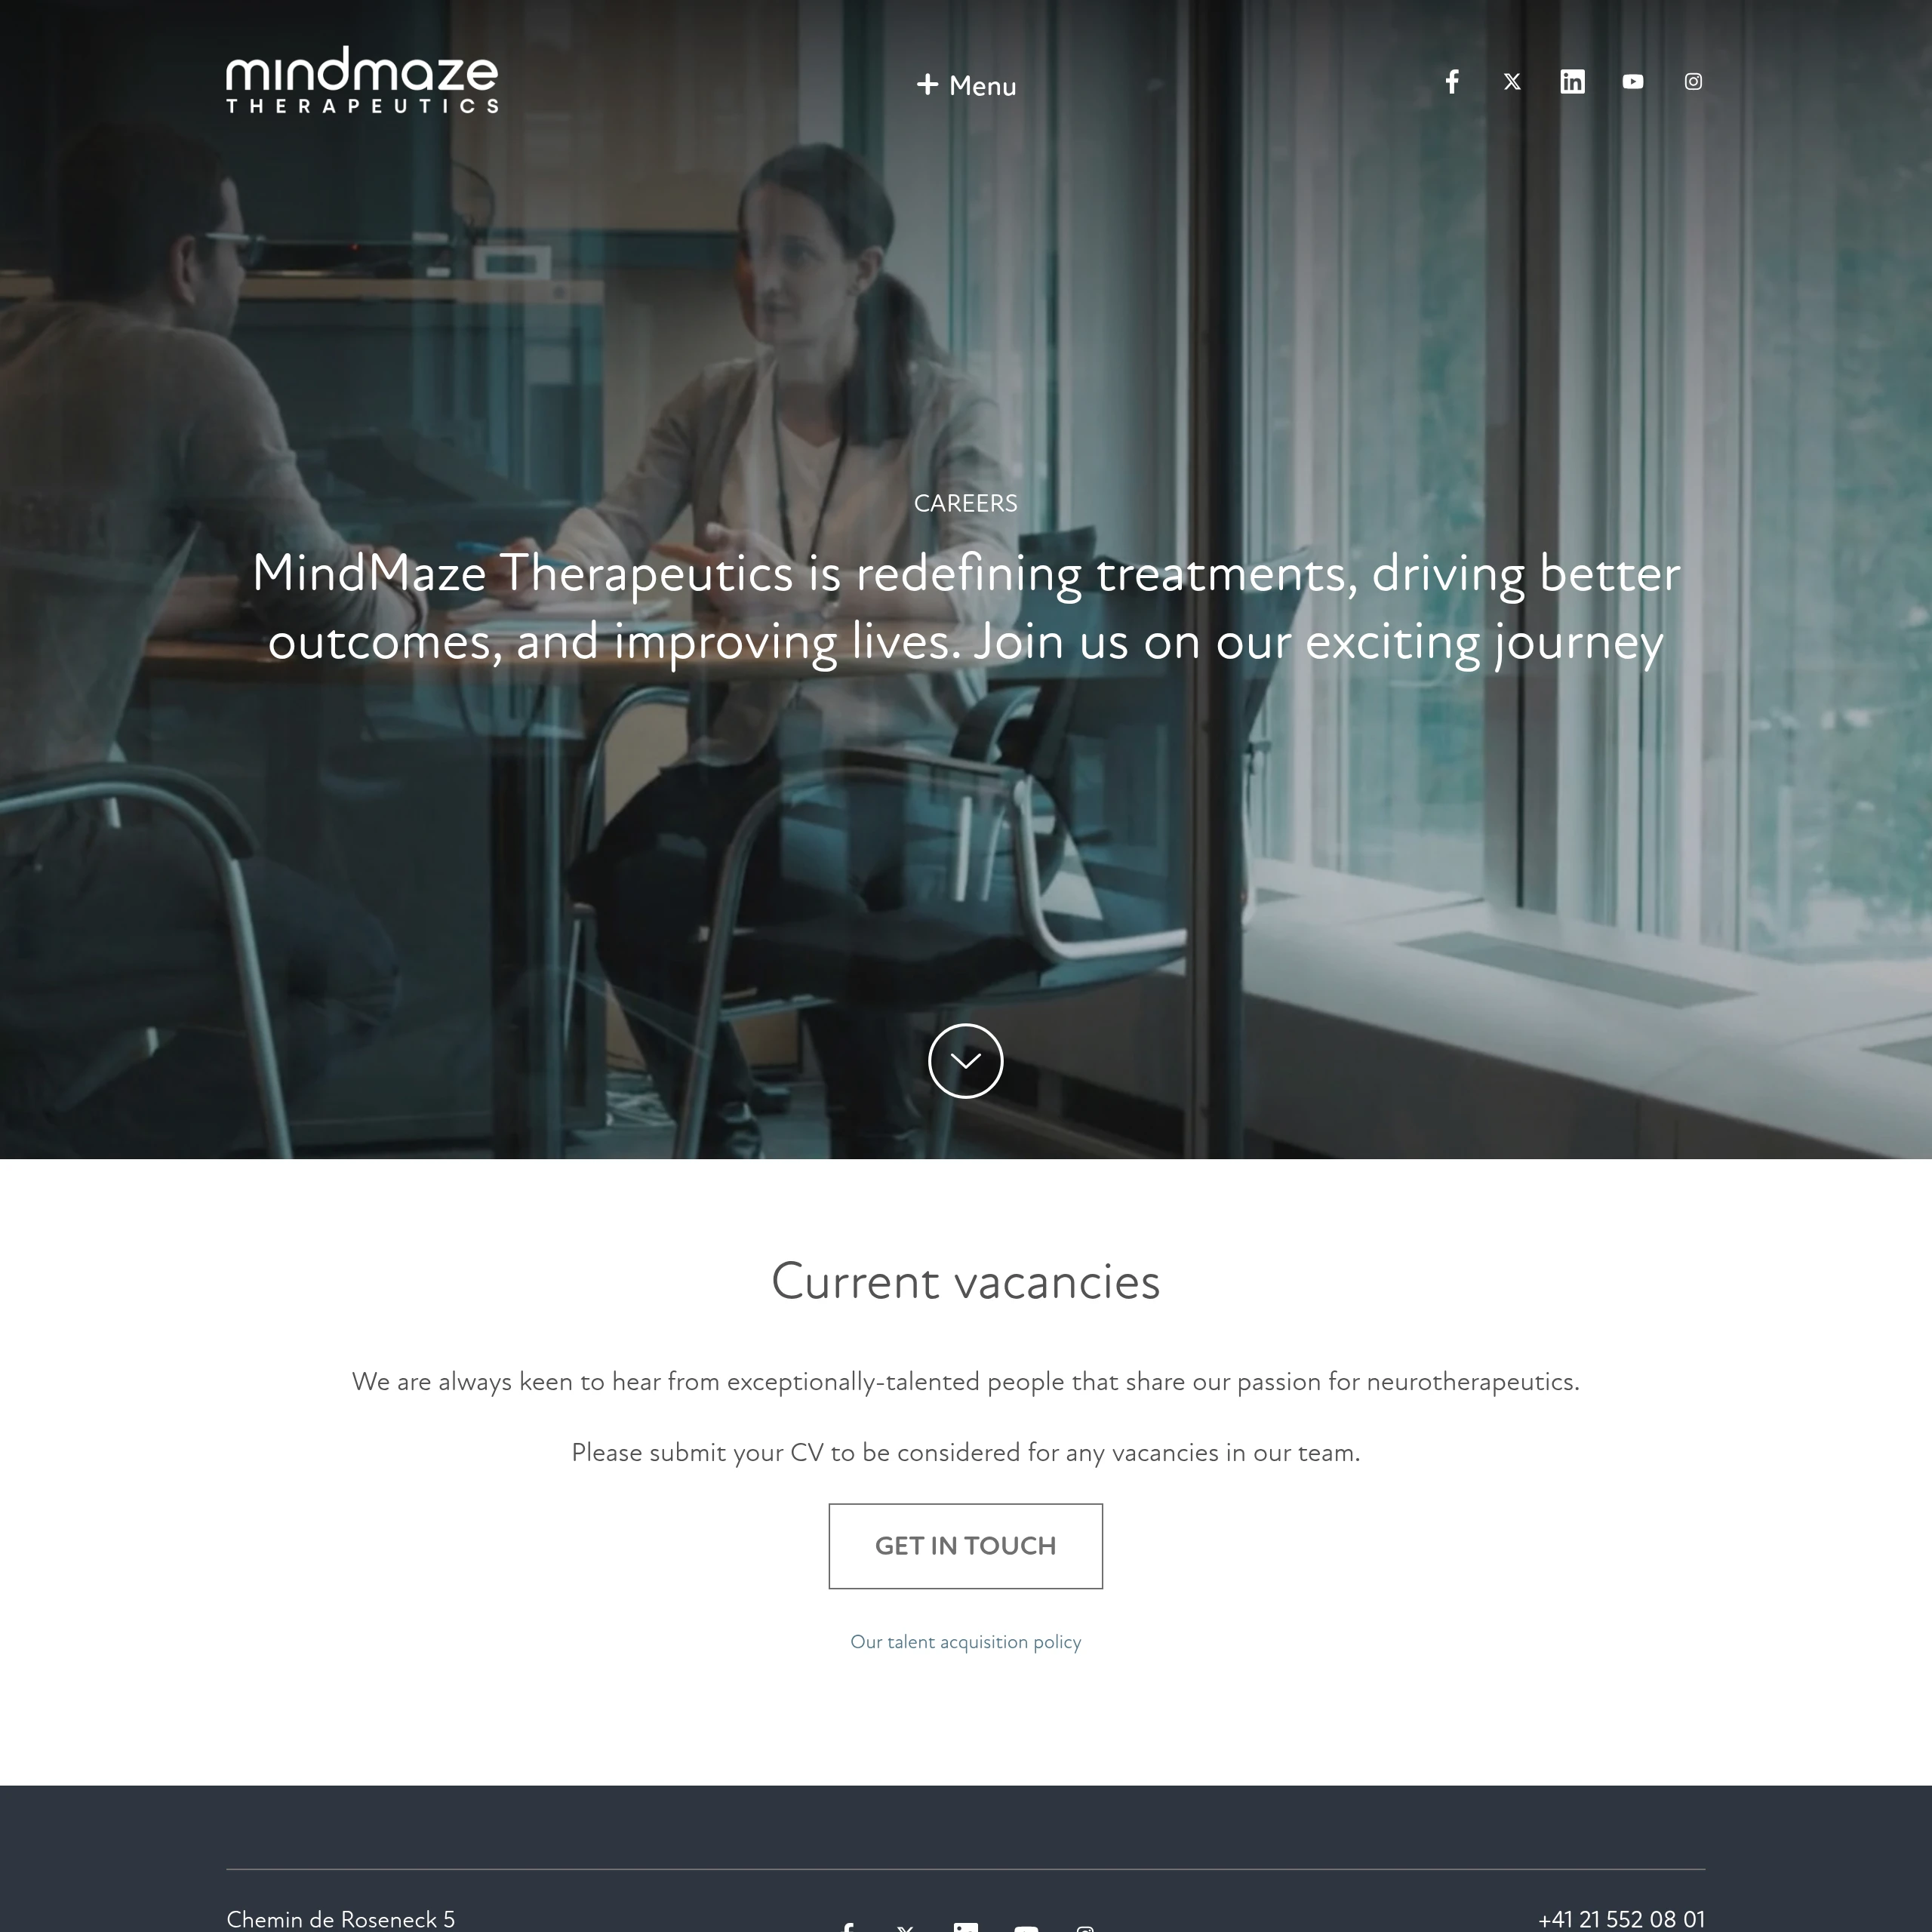 mindmaze
THERAPEUTICS
Menu
CAREERS
MindMaze Therapeutics is redefining treatments, driving better
outcomes, and improving lives. Join us on our exciting journey
Current vacancies
We are always keen to hear from exceptionally-talented people that share our passion for neurotherapeutics.
Please submit your CV to be considered for any vacancies in our team.
GET IN TOUCH
Our talent acquisition policy
Chemin de Roseneck 5
+41 21 552 08 01